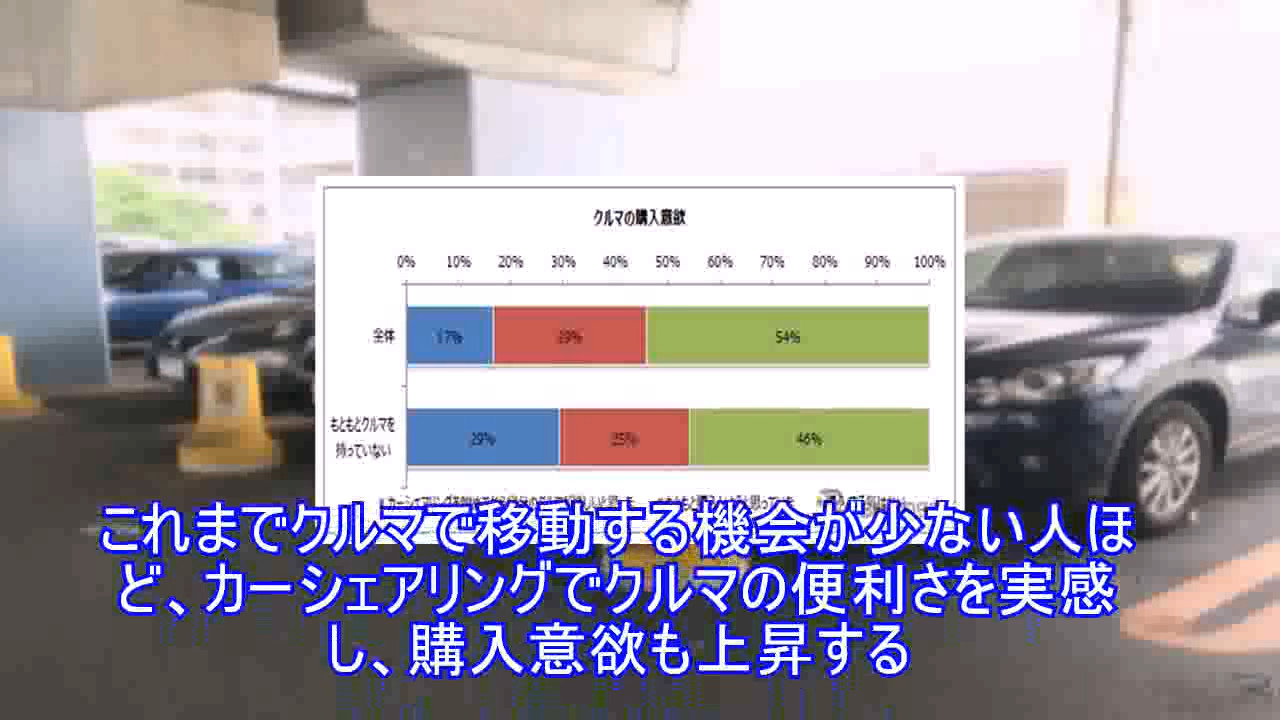 クルマの購入意欲
0% 10% 20% 30% 40% 50% 60% 70% 80% 90% 100%
全体 17% 29% 54%
もともとクルマを
持っていない 29% 25% 46%
これまでクルマで移動する機会が少ない人ほ
ど、カーシェアリングでクルマの便利さを実感
し、購入意欲も上昇する